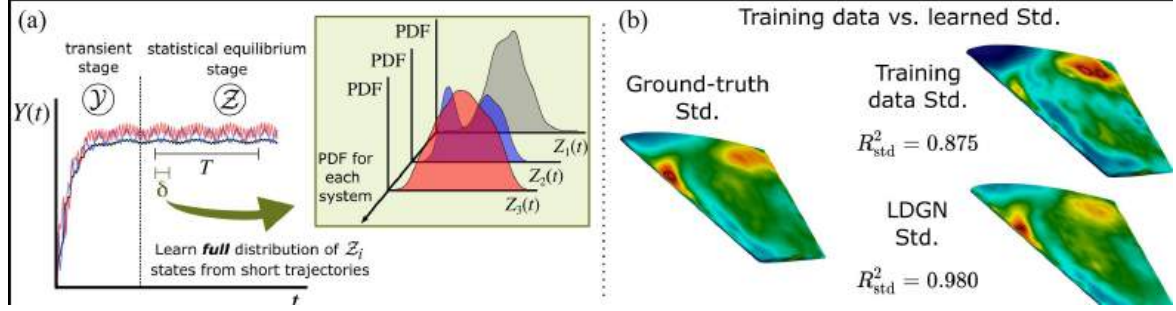 (a)
transient
stage
𝒴
statistical equilibrium
stage
𝒵
Y(t)
T
δ
Learn full distribution of 𝒵ᵢ
states from short trajectories
t
PDF
PDF
PDF
Z₁(t)
Z₂(t)
Z₃(t)
PDF for
each
system
(b)
Training data vs. learned Std.
Ground-truth
Std.
Training
data Std.
R²std = 0.875
LDGN
Std.
R²std = 0.980